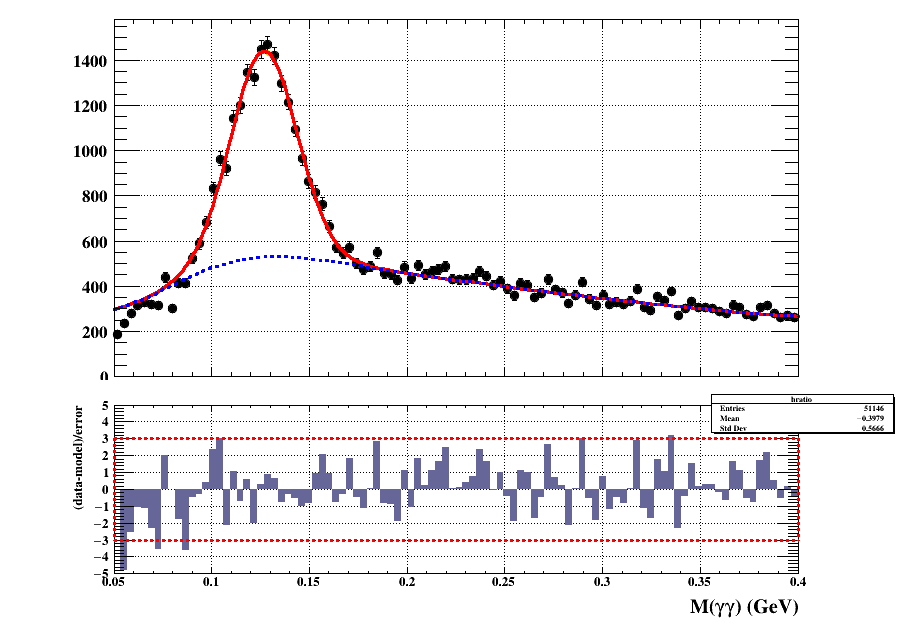 1400
1200
1000
800
600
400
200
0
hratio
Entries 51146
Mean −0.3979
Std Dev 0.5666
(data-model)/error
5
4
3
2
1
0
−1
−2
−3
−4
−5
0.05 0.1 0.15 0.2 0.25 0.3 0.35 0.4
M(γγ) (GeV)